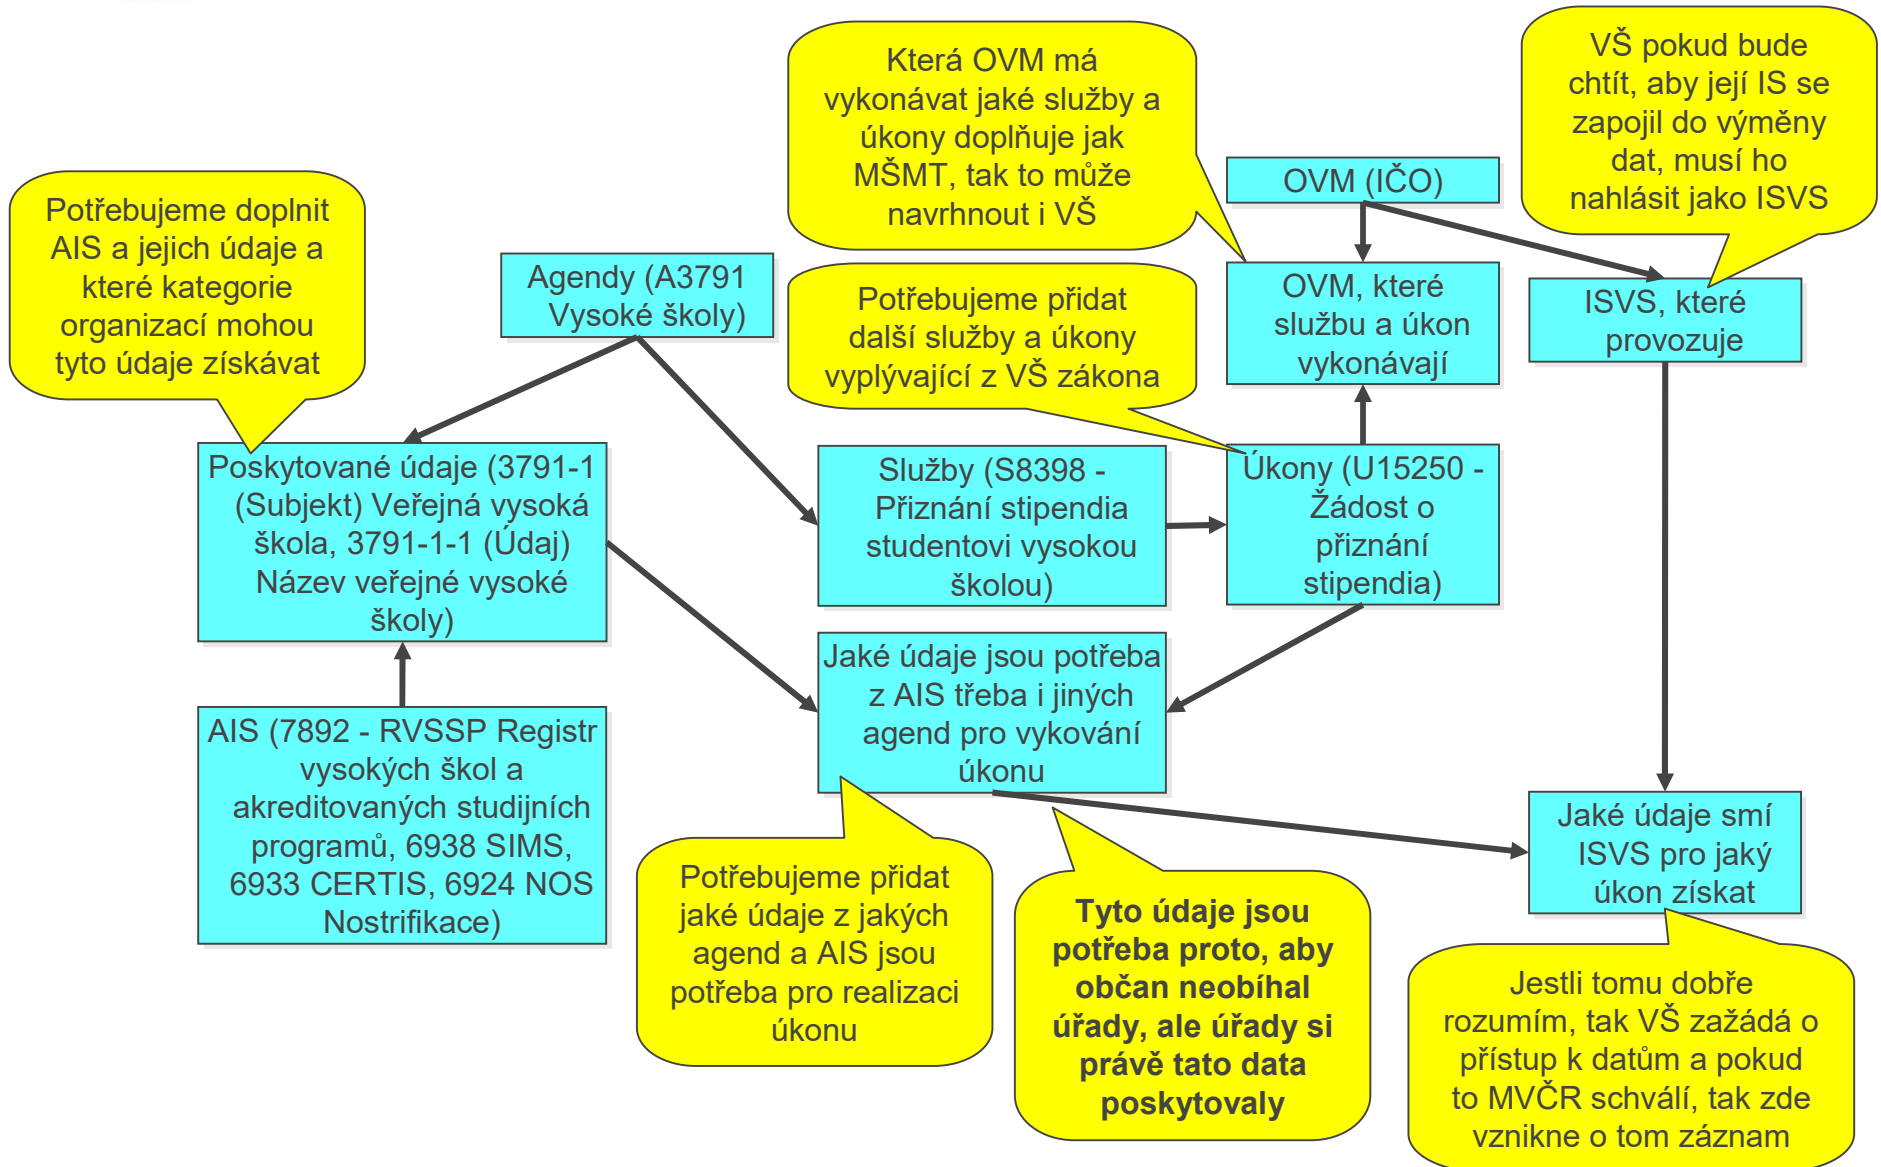 Která OVM má
vykonávat jaké služby a
úkony doplňuje jak
MŠMT, tak to může
navrhnout i VŠ
VŠ pokud bude
chtít, aby její IS se
zapojil do výměny
dat, musí ho
nahlásit jako ISVS
OVM (IČO)
Potřebujeme doplnit
AIS a jejich údaje a
které kategorie
organizací mohou
tyto údaje získávat
Agendy (A3791
Vysoké školy)
Potřebujeme přidat
další služby a úkony
vyplývající z VŠ zákona
OVM, které
službu a úkon
vykonávají
ISVS, které
provozuje
Poskytované údaje (3791-1
(Subjekt) Veřejná vysoká
škola, 3791-1-1 (Údaj)
Název veřejné vysoké
školy)
Služby (S8398 -
Přiznání stipendia
studentovi vysokou
školou)
Úkony (U15250 -
Žádost o
přiznání
stipendia)
Jaké údaje jsou potřeba
z AIS třeba i jiných
agend pro vykování
úkonu
AIS (7892 - RVSSP Registr
vysokých škol a
akreditovaných studijních
programů, 6938 SIMS,
6933 CERTIS, 6924 NOS
Nostrifikace)
Jaké údaje smí
ISVS pro jaký
úkon získat
Potřebujeme přidat
jaké údaje z jakých
agend a AIS jsou
potřeba pro realizaci
úkonu
Tyto údaje jsou
potřeba proto, aby
občan neobíhal
úřady, ale úřady si
právě tato data
poskytovaly
Jestli tomu dobře
rozumím, tak VŠ zažádá o
přístup k datům a pokud
to MVČR schválí, tak zde
vznikne o tom záznam